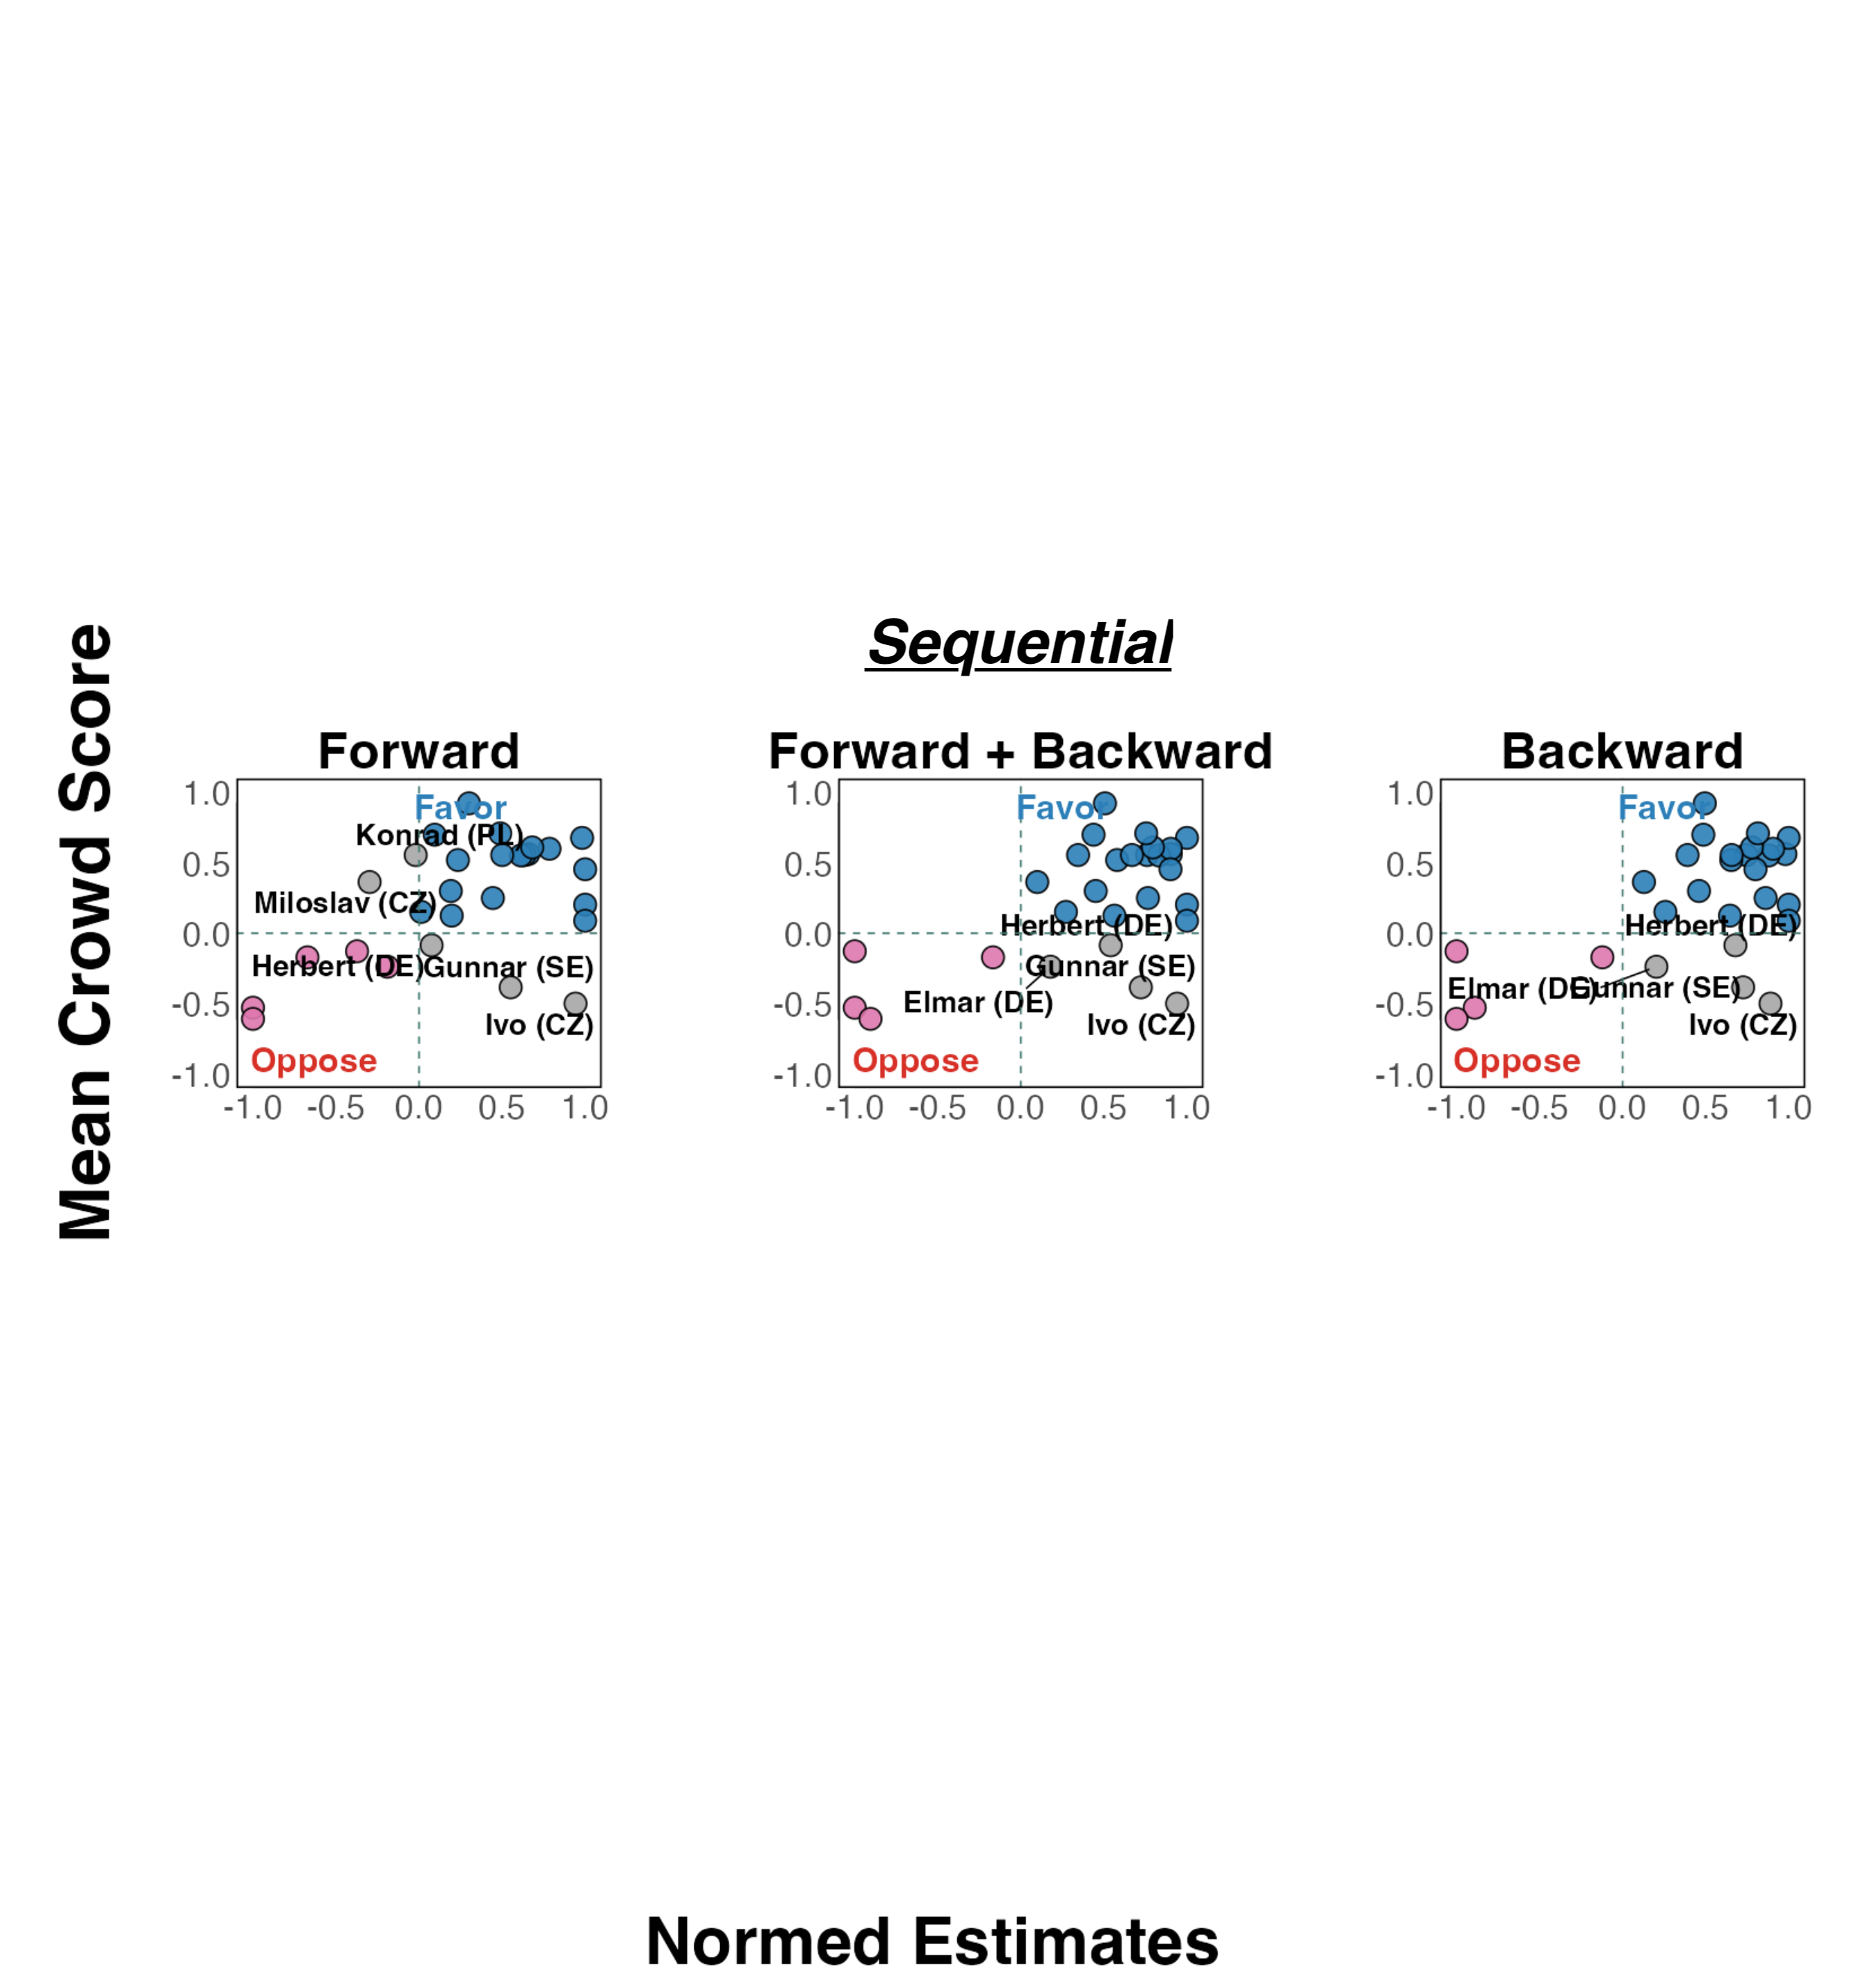 Mean Crowd Score
Sequential
Forward
1.0
0.5
0.0
-0.5
-1.0
Favor
Konrad (PL)
Miloslav (CZ)
Herbert (DE)
Gunnar (SE)
Ivo (CZ)
Oppose
-1.0 -0.5 0.0 0.5 1.0
Forward + Backward
1.0
0.5
0.0
-0.5
-1.0
Favor
Herbert (DE)
Gunnar (SE)
Elmar (DE)
Ivo (CZ)
Oppose
-1.0 -0.5 0.0 0.5 1.0
Backward
1.0
0.5
0.0
-0.5
-1.0
Favor
Herbert (DE)
Elmar (DE)
Gunnar (SE)
Ivo (CZ)
Oppose
-1.0 -0.5 0.0 0.5 1.0
Normed Estimates